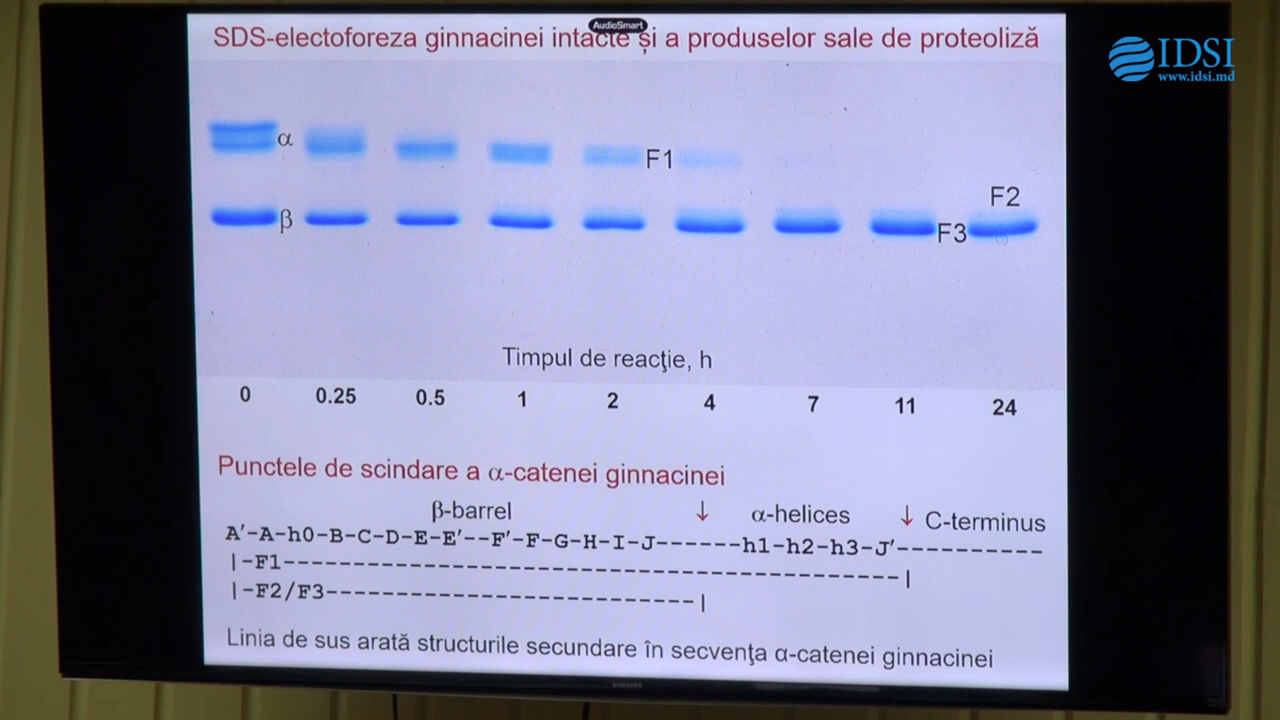 AudioSmart
SDS-electoforeza ginnacinei intacte și a produselor sale de proteoliză
IDSI
www.idsi.md
α
F1
F2
β
F3
Timpul de reacţie, h
0 0.25 0.5 1 2 4 7 11 24
Punctele de scindare a α-catenei ginnacinei
β-barrel ↓ α-helices ↓ C-terminus
A′-A-h0-B-C-D-E-E′--F′-F-G-H-I-J------h1-h2-h3-J′-----------
|-F1--------------------------------------------|
|-F2/F3---------------------------|
Linia de sus arată structurile secundare în secvenţa α-catenei ginnacinei
SAMSUNG